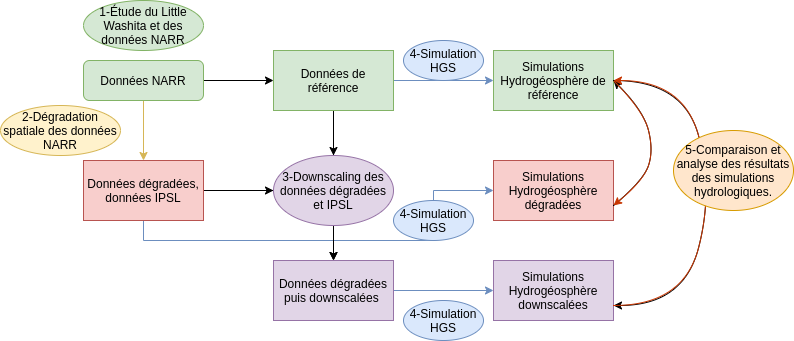 1-Étude du Little
Washita et des
données NARR
Données NARR
2-Dégradation
spatiale des données
NARR
Données dégradées,
données IPSL
Données de
référence
3-Downscaling des
données dégradées
et IPSL
Données dégradées
puis downscalées
4-Simulation
HGS
4-Simulation
HGS
4-Simulation
HGS
Simulations
Hydrogéosphère de
référence
Simulations
Hydrogéosphère
dégradées
Simulations
Hydrogéosphère
downscalées
5-Comparaison et
analyse des résultats
des simulations
hydrologiques.